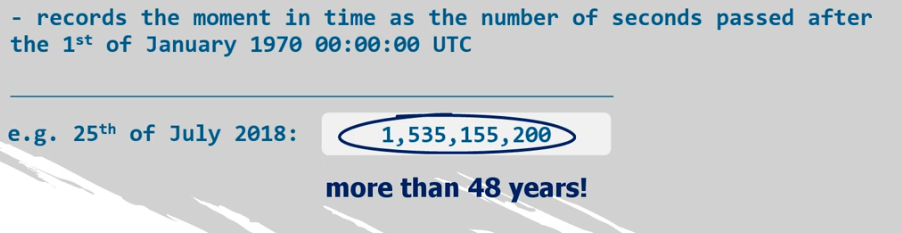 - records the moment in time as the number of seconds passed after
the 1st of January 1970 00:00:00 UTC
e.g. 25th of July 2018: 1,535,155,200
more than 48 years!